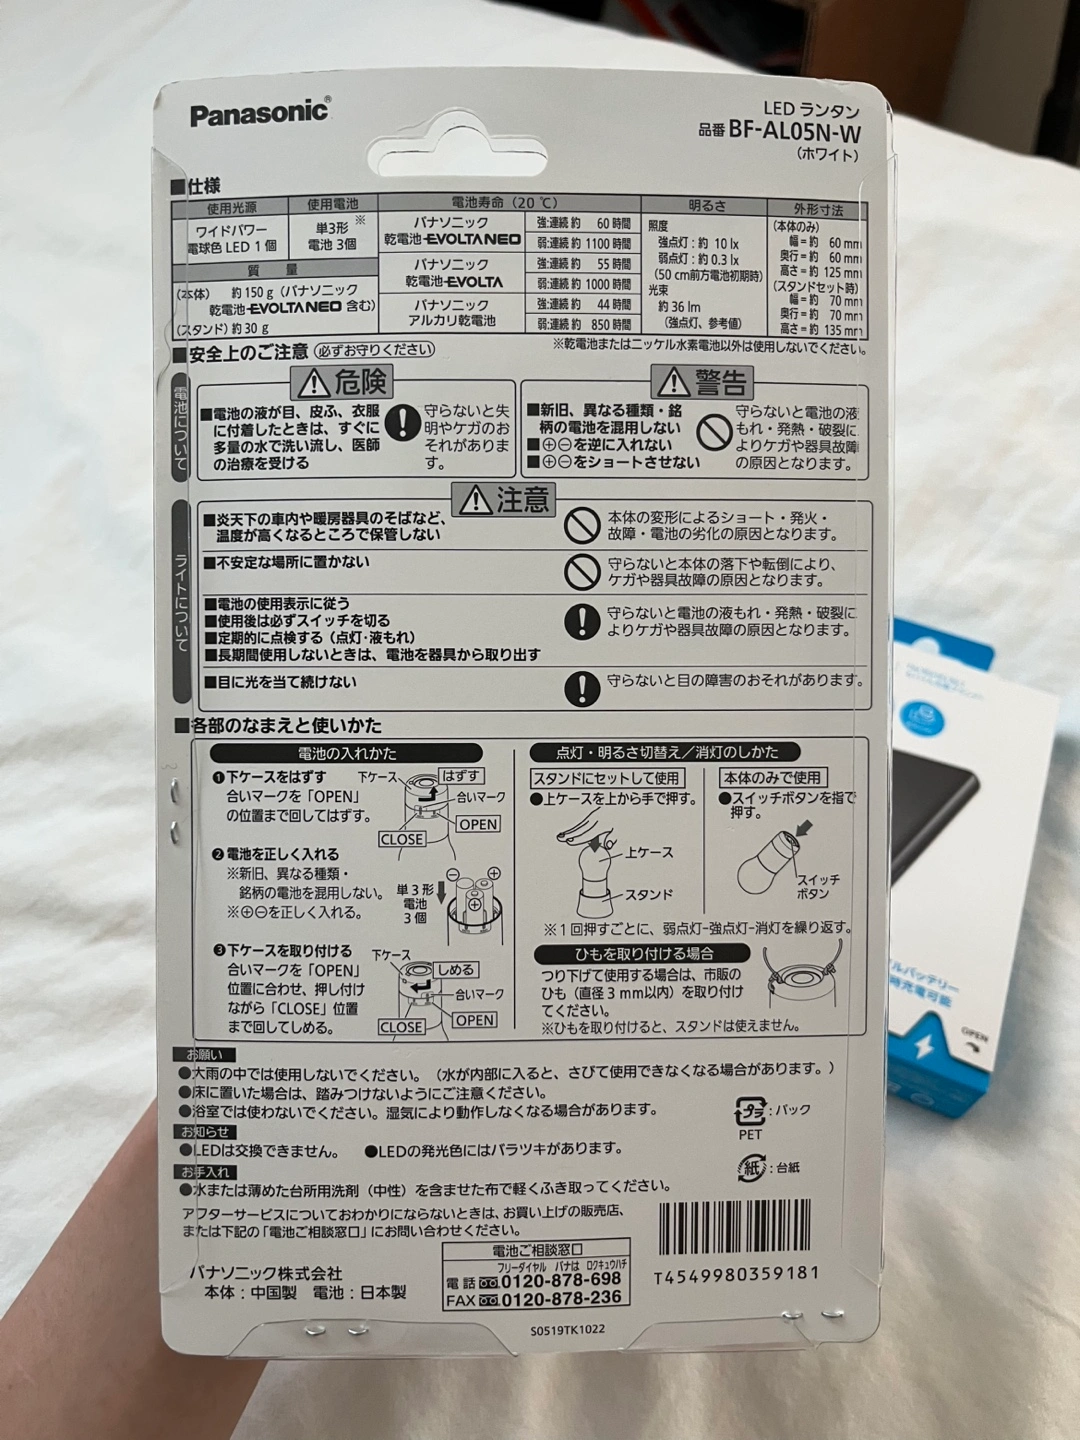 Panasonic®
LED ランタン
品番 BF-AL05N-W
(ホワイト)
■仕様
使用光源
ワイドパワー
電球色 LED 1 個
質 量
(本体) 約 150 g (パナソニック
乾電池 EVOLTA NEO 含む)
(スタンド) 約 30 g
使用電池
単3形 ※
電池 3個
電池寿命 (20 ℃)
パナソニック
乾電池 EVOLTA NEO
強:連続 約 60 時間
弱:連続 約 1100 時間
パナソニック
乾電池 EVOLTA
強:連続 約 55 時間
弱:連続 約 1000 時間
パナソニック
アルカリ乾電池
強:連続 約 44 時間
弱:連続 約 850 時間
明るさ
照度
強点灯 : 約 10 lx
弱点灯 : 約 0.3 lx
(50 cm前方電池初期時)
光束
約 36 lm
(強点灯、参考値)
外形寸法
(本体のみ)
幅 = 約 60 mm
奥行 = 約 60 mm
高さ = 約 125 mm
(スタンドセット時)
幅 = 約 70 mm
奥行 = 約 70 mm
高さ = 約 135 mm
※乾電池またはニッケル水素電池以外は使用しないでください。
■安全上のご注意 (必ずお守りください)
電池について
危険
■電池の液が目、皮ふ、衣服
に付着したときは、すぐに
多量の水で洗い流し、医師
の治療を受ける
守らないと失
明やケガのお
それがありま
す。
警告
■新旧、異なる種類・銘
柄の電池を混用しない
■⊕⊖を逆に入れない
■⊕⊖をショートさせない
守らないと電池の液
もれ・発熱・破裂に
よりケガや器具故障
の原因となります。
ライトについて
注意
■炎天下の車内や暖房器具のそばなど、
温度が高くなるところで保管しない
本体の変形によるショート・発火・
故障・電池の劣化の原因となります。
■不安定な場所に置かない
守らないと本体の落下や転倒により、
ケガや器具故障の原因となります。
■電池の使用表示に従う
■使用後は必ずスイッチを切る
■定期的に点検する (点灯・液もれ)
■長期間使用しないときは、電池を器具から取り出す
守らないと電池の液もれ・発熱・破裂に
よりケガや器具故障の原因となります。
■目に光を当て続けない
守らないと目の障害のおそれがあります。
■各部のなまえと使いかた
電池の入れかた
❶下ケースをはずす
合いマークを「OPEN」
の位置まで回してはずす。
下ケース
はずす
合いマーク
OPEN
CLOSE
❷電池を正しく入れる
※新旧、異なる種類・
銘柄の電池を混用しない。
※⊕⊖を正しく入れる。
単3形
電池
3個
⊖ ⊕
⊕
❸下ケースを取り付ける
合いマークを「OPEN」
位置に合わせ、押し付け
ながら「CLOSE」位置
まで回してしめる。
下ケース
しめる
合いマーク
OPEN
CLOSE
点灯・明るさ切替え/消灯のしかた
スタンドにセットして使用
●上ケースを上から手で押す。
上ケース
スタンド
本体のみで使用
●スイッチボタンを指で
押す。
スイッチ
ボタン
※1回押すごとに、弱点灯-強点灯-消灯を繰り返す。
ひもを取り付ける場合
つり下げて使用する場合は、市販の
ひも (直径 3 mm以内) を取り付け
てください。
※ひもを取り付けると、スタンドは使えません。
お願い
●大雨の中では使用しないでください。(水が内部に入ると、さびて使用できなくなる場合があります。)
●床に置いた場合は、踏みつけないようにご注意ください。
●浴室では使わないでください。湿気により動作しなくなる場合があります。
お知らせ
●LEDは交換できません。 ●LEDの発光色にはバラツキがあります。
お手入れ
●水または薄めた台所用洗剤 (中性) を含ませた布で軽くふき取ってください。
プラ : パック
PET
紙 : 台紙
アフターサービスについておわかりにならないときは、お買い上げの販売店、
または下記の「電池ご相談窓口」にお問い合わせください。
パナソニック株式会社
本体 : 中国製 電池 : 日本製
電池ご相談窓口
フリーダイヤル パナは ロクキュウハチ
電話 0120-878-698
FAX 0120-878-236
T4549980359181
S0519TK1022
ルバッテリー
時充電可能
OPEN